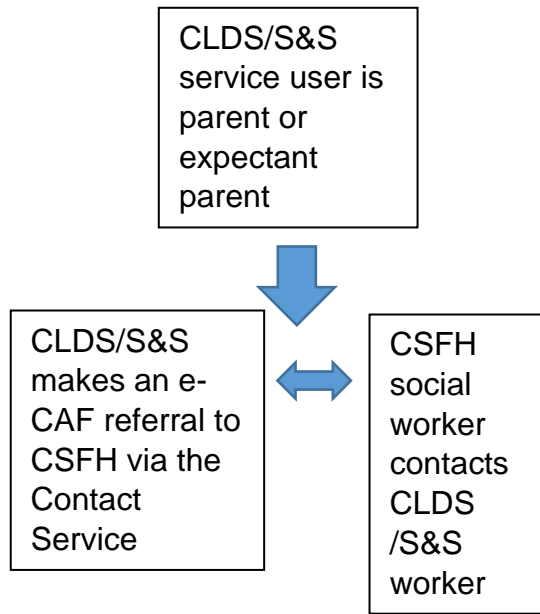 CLDS/S&S
service user is
parent or
expectant
parent
CLDS/S&S
makes an e-
CAF referral to
CSFH via the
Contact
Service
CSFH
social
worker
contacts
CLDS
/S&S
worker